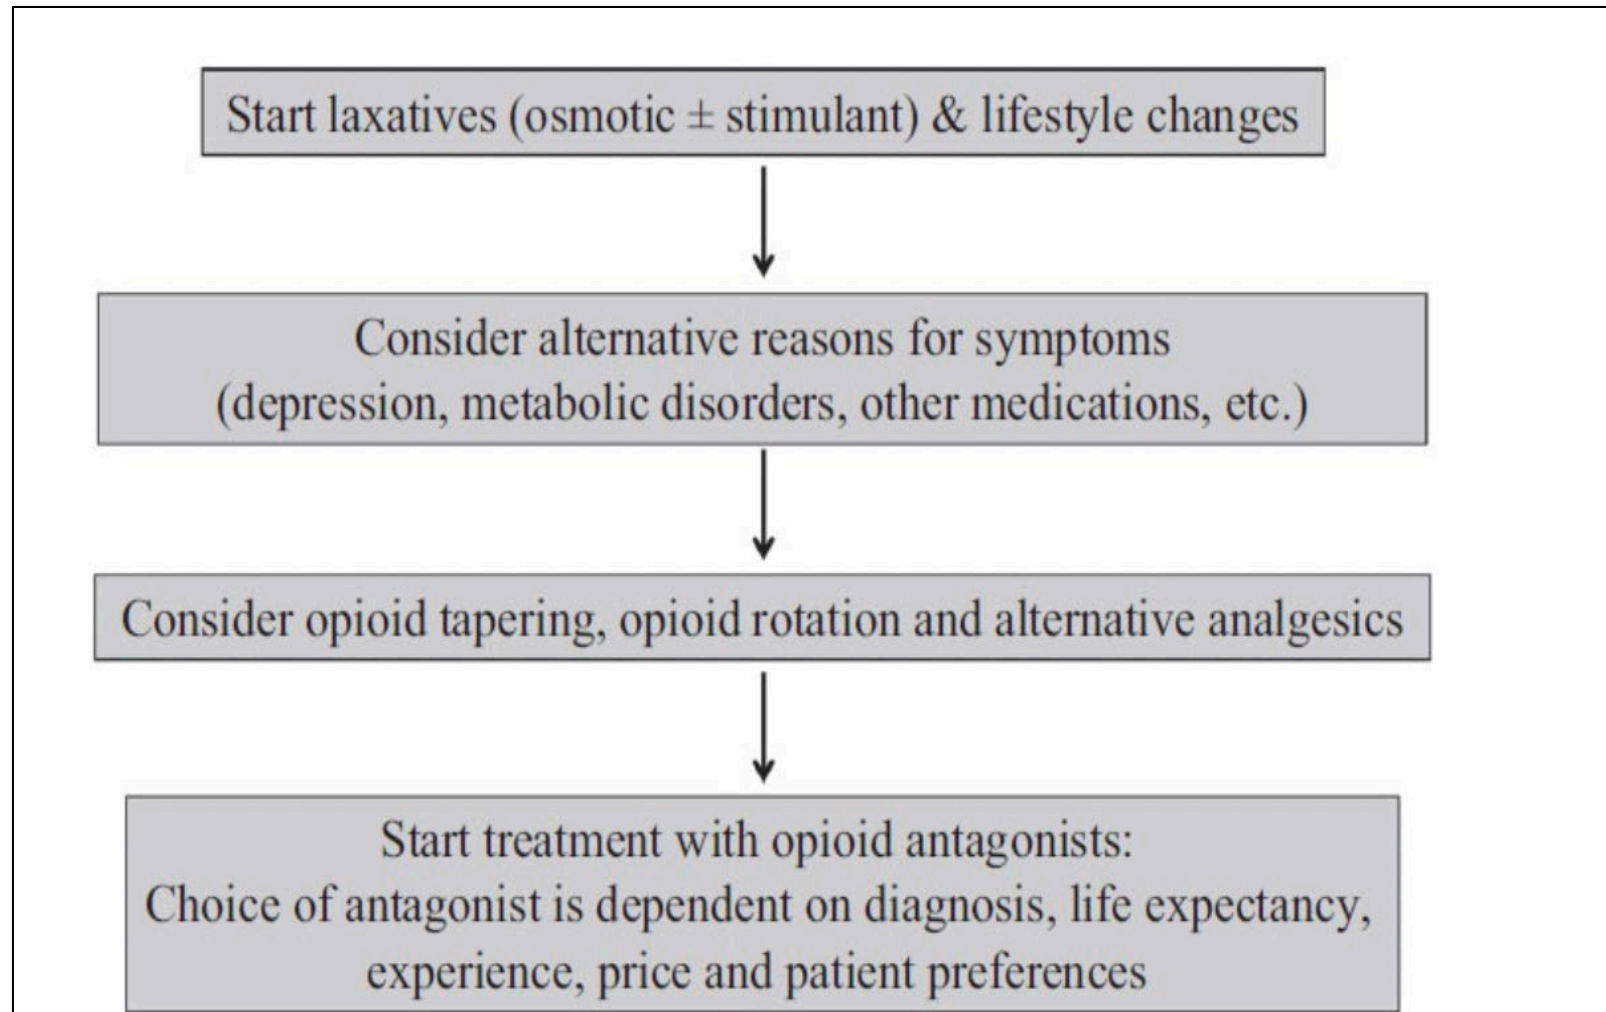 Start laxatives (osmotic ± stimulant) & lifestyle changes
Consider alternative reasons for symptoms
(depression, metabolic disorders, other medications, etc.)
Consider opioid tapering, opioid rotation and alternative analgesics
Start treatment with opioid antagonists:
Choice of antagonist is dependent on diagnosis, life expectancy,
experience, price and patient preferences